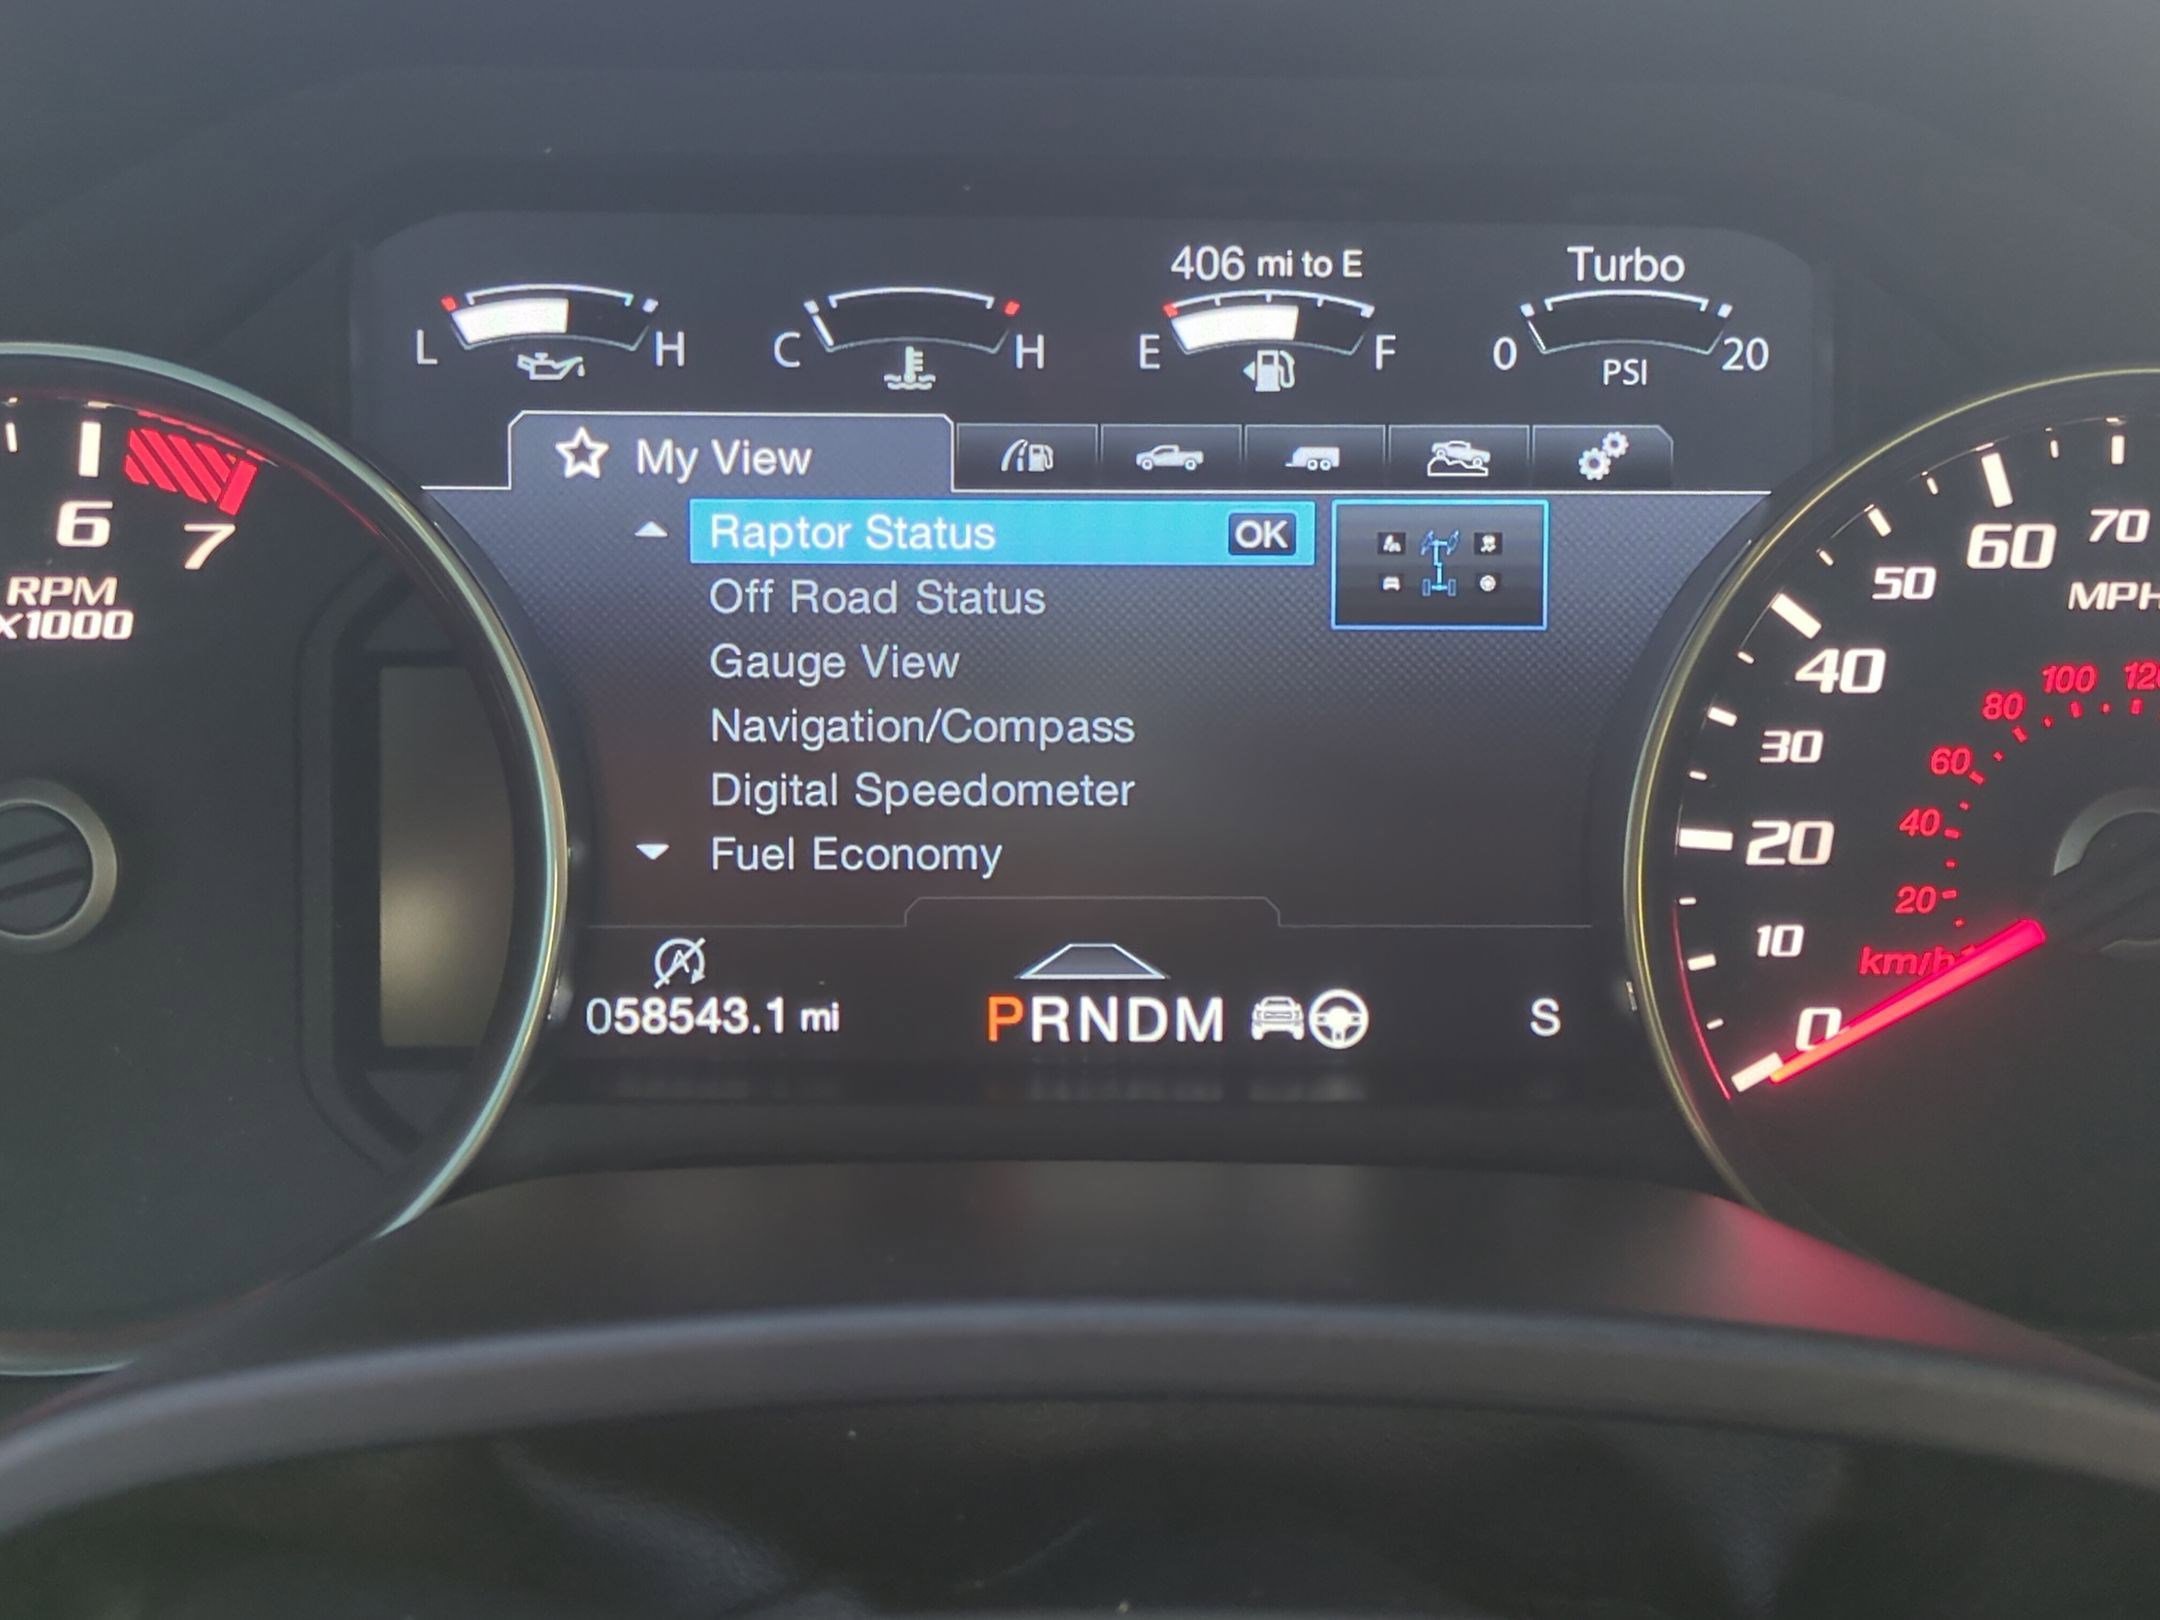 406 mi to E
Turbo
L H
C H
E F
0 20
PSI
My View
Raptor Status OK
Off Road Status
Gauge View
Navigation/Compass
Digital Speedometer
Fuel Economy
058543.1 mi
PRNDM
S
6 7
RPM
X1000
0 10 20 30 40 50 60 70
MPH
km/h
20 40 60 80 100